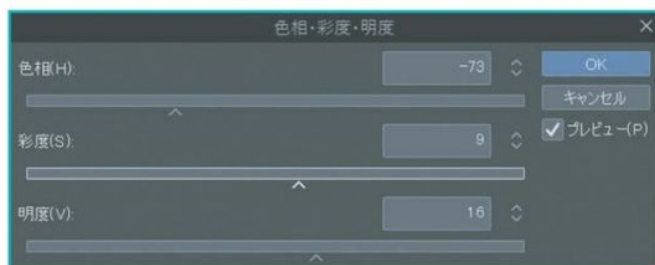 色相・彩度・明度
色相(H):
-73
OK
キャンセル
彩度(S):
9
プレビュー(P)
明度(V):
16